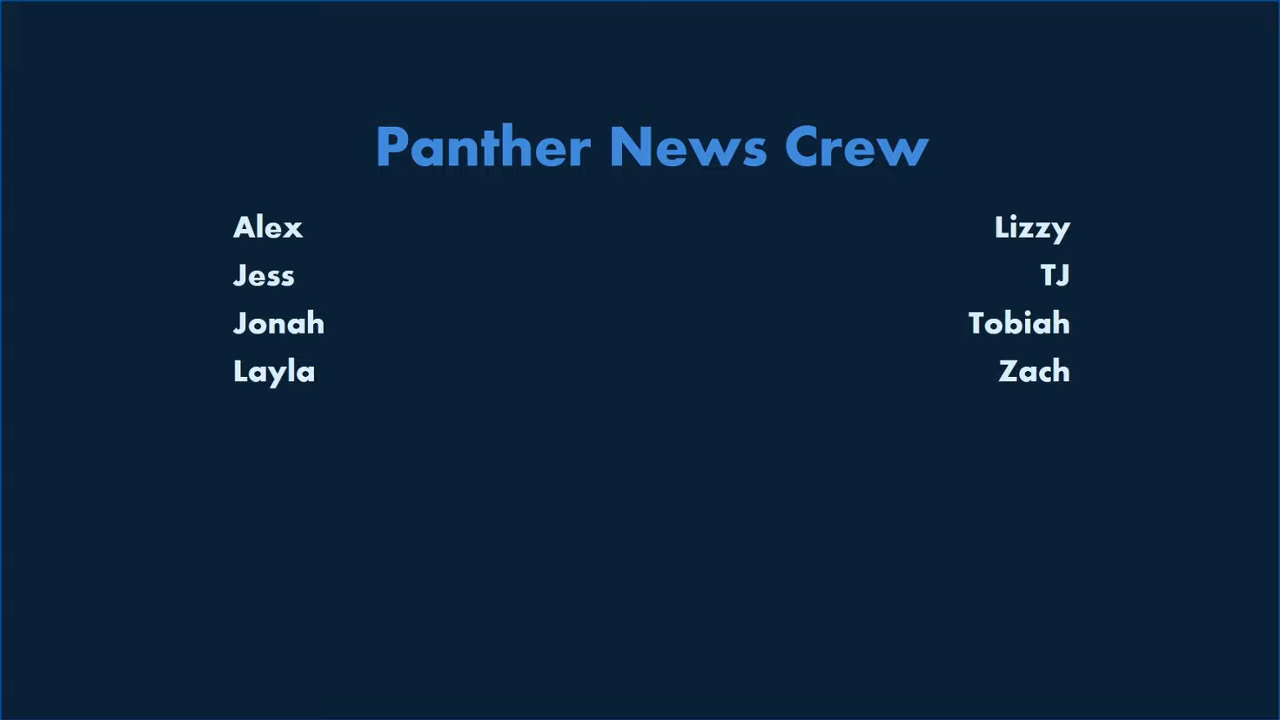 Panther News Crew
Alex Lizzy
Jess TJ
Jonah Tobiah
Layla Zach